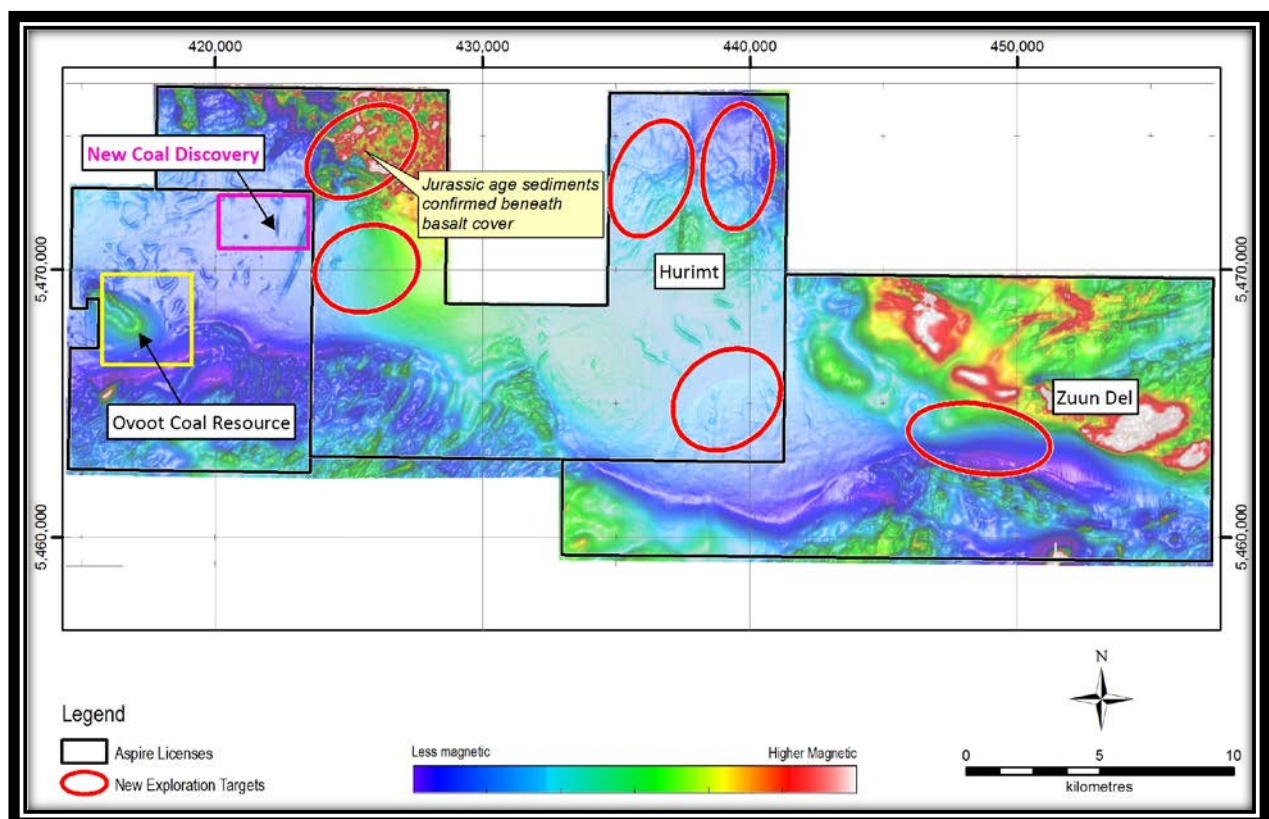 420,000
430,000
440,000
450,000
New Coal Discovery
Jurassic age sediments
confirmed beneath
basalt cover
5,470,000
Hurimt
5,470,000
Zuun Del
Ovoot Coal Resource
5,460,000
5,460,000
N
Legend
Aspire Licenses
New Exploration Targets
Less magnetic
Higher Magnetic
0
5
10
kilometres